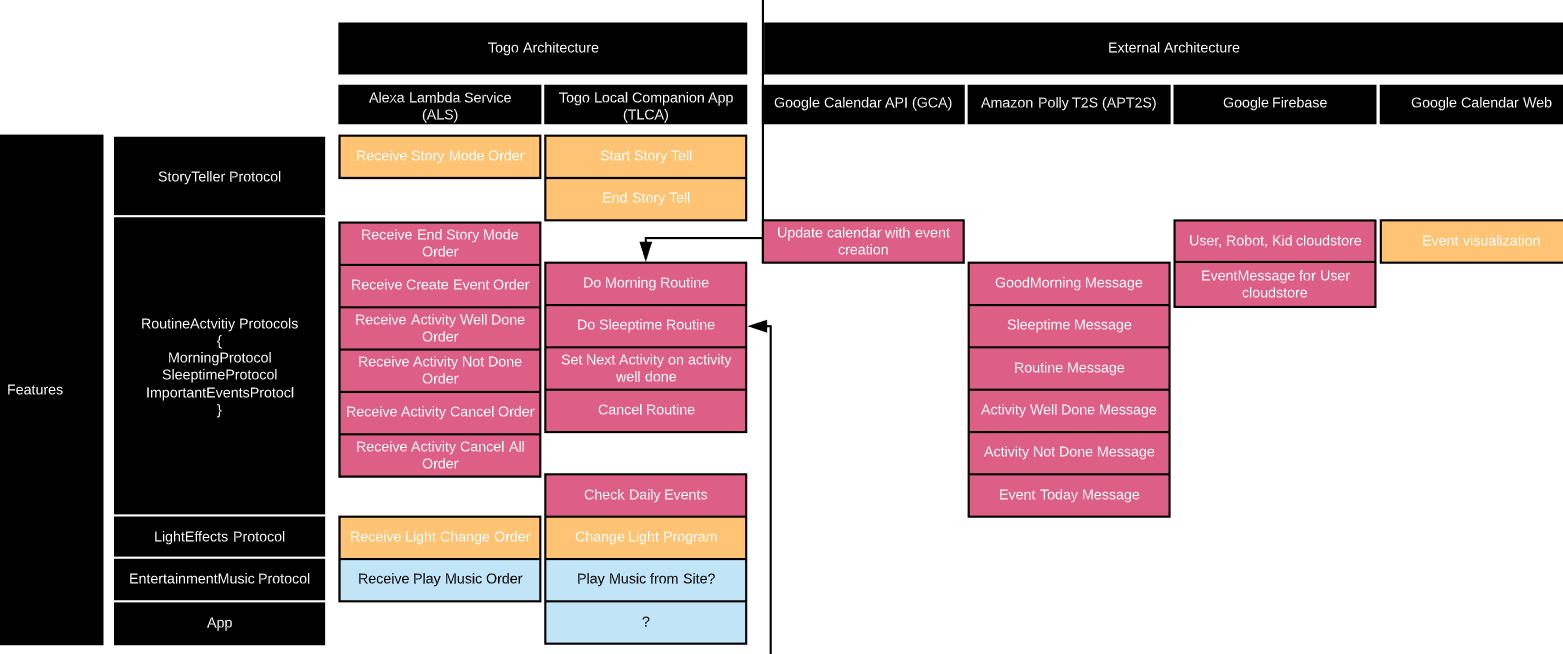 Togo Architecture
External Architecture
Alexa Lambda Service
(ALS)
Togo Local Companion App
(TLCA)
Google Calendar API (GCA)
Amazon Polly T2S (APT2S)
Google Firebase
Google Calendar Web
Features
StoryTeller Protocol
Receive Story Mode Order
Start Story Tell
End Story Tell
RoutineActvitiy Protocols
{
MorningProtocol
SleeptimeProtocol
ImportantEventsProtocl
}
Receive End Story Mode
Order
Receive Create Event Order
Receive Activity Well Done
Order
Receive Activity Not Done
Order
Receive Activity Cancel Order
Receive Activity Cancel All
Order
Do Morning Routine
Do Sleeptime Routine
Set Next Activity on activity
well done
Cancel Routine
Check Daily Events
Update calendar with event
creation
GoodMorning Message
Sleeptime Message
Routine Message
Activity Well Done Message
Activity Not Done Message
Event Today Message
User, Robot, Kid cloudstore
EventMessage for User
cloudstore
Event visualization
LightEffects Protocol
Receive Light Change Order
Change Light Program
EntertainmentMusic Protocol
Receive Play Music Order
Play Music from Site?
App
?